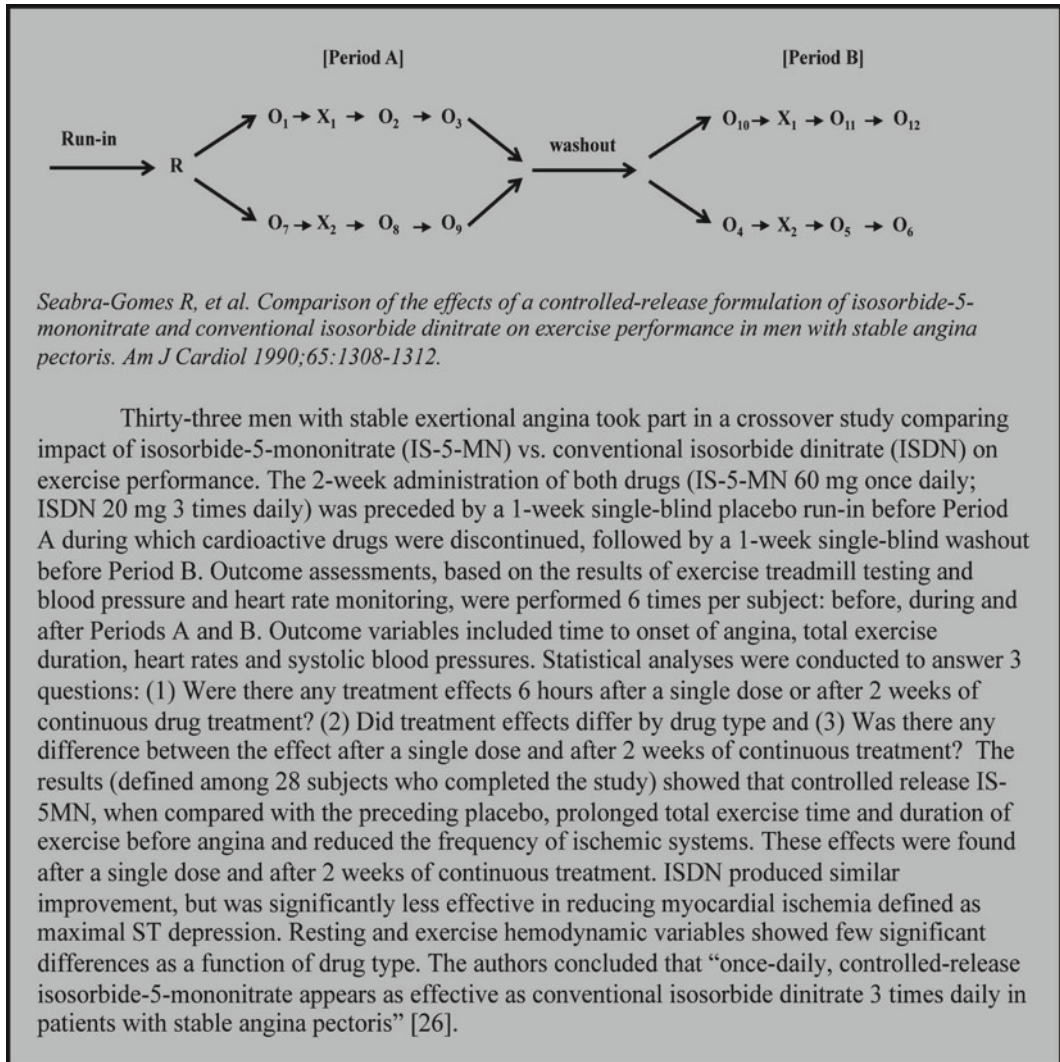 [Period A] [Period B]
O₁ → X₁ → O₂ → O₃ O₁₀ → X₁ → O₁₁ → O₁₂
Run-in R washout
O₇ → X₂ → O₈ → O₉ O₄ → X₂ → O₅ → O₆
Seabra-Gomes R, et al. Comparison of the effects of a controlled-release formulation of isosorbide-5-
mononitrate and conventional isosorbide dinitrate on exercise performance in men with stable angina
pectoris. Am J Cardiol 1990;65:1308-1312.
Thirty-three men with stable exertional angina took part in a crossover study comparing
impact of isosorbide-5-mononitrate (IS-5-MN) vs. conventional isosorbide dinitrate (ISDN) on
exercise performance. The 2-week administration of both drugs (IS-5-MN 60 mg once daily;
ISDN 20 mg 3 times daily) was preceded by a 1-week single-blind placebo run-in before Period
A during which cardioactive drugs were discontinued, followed by a 1-week single-blind washout
before Period B. Outcome assessments, based on the results of exercise treadmill testing and
blood pressure and heart rate monitoring, were performed 6 times per subject: before, during and
after Periods A and B. Outcome variables included time to onset of angina, total exercise
duration, heart rates and systolic blood pressures. Statistical analyses were conducted to answer 3
questions: (1) Were there any treatment effects 6 hours after a single dose or after 2 weeks of
continuous drug treatment? (2) Did treatment effects differ by drug type and (3) Was there any
difference between the effect after a single dose and after 2 weeks of continuous treatment? The
results (defined among 28 subjects who completed the study) showed that controlled release IS-
5MN, when compared with the preceding placebo, prolonged total exercise time and duration of
exercise before angina and reduced the frequency of ischemic systems. These effects were found
after a single dose and after 2 weeks of continuous treatment. ISDN produced similar
improvement, but was significantly less effective in reducing myocardial ischemia defined as
maximal ST depression. Resting and exercise hemodynamic variables showed few significant
differences as a function of drug type. The authors concluded that “once-daily, controlled-release
isosorbide-5-mononitrate appears as effective as conventional isosorbide dinitrate 3 times daily in
patients with stable angina pectoris” [26].